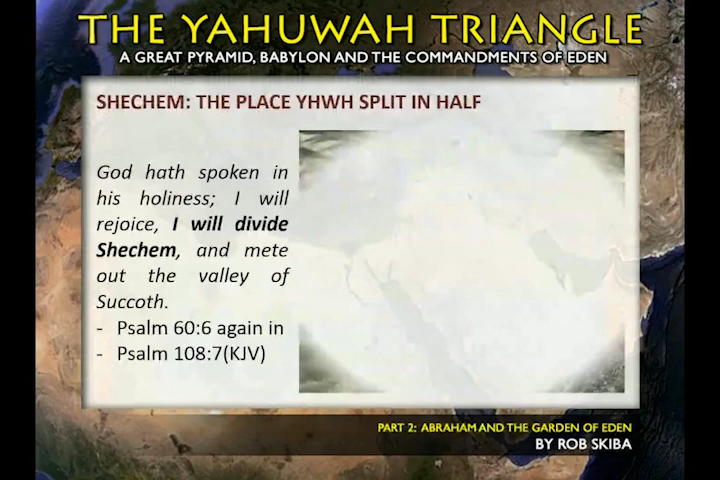 THE YAHUWAH TRIANGLE
A GREAT PYRAMID, BABYLON AND THE COMMANDMENTS OF EDEN
SHECHEM: THE PLACE YHWH SPLIT IN HALF
God hath spoken in
his holiness; I will
rejoice, I will divide
Shechem, and mete
out the valley of
Succoth.
- Psalm 60:6 again in
- Psalm 108:7(KJV)
PART 2: ABRAHAM AND THE GARDEN OF EDEN
BY ROB SKIBA